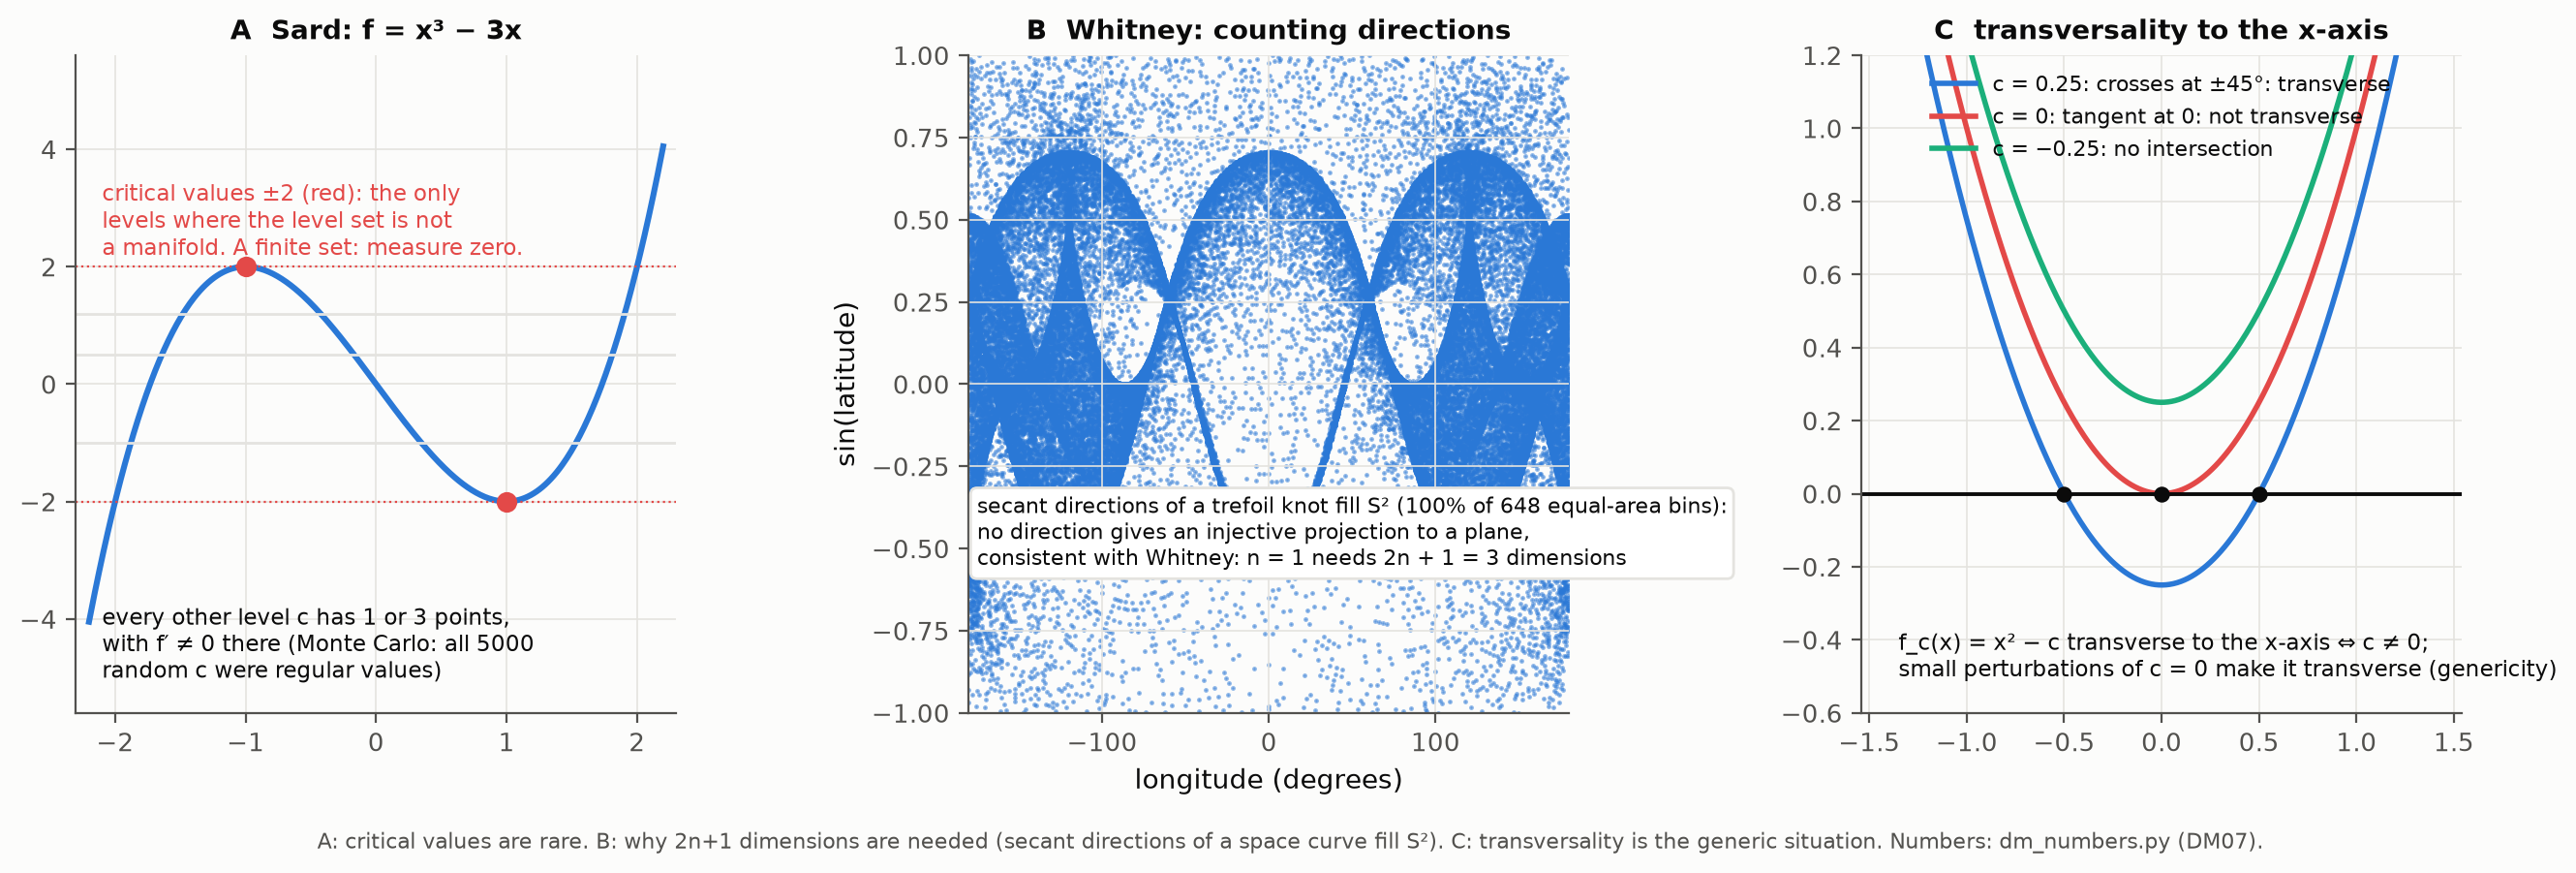 A  Sard: f = x³ − 3x
critical values ±2 (red): the only
levels where the level set is not
a manifold. A finite set: measure zero.
every other level c has 1 or 3 points,
with f′ ≠ 0 there (Monte Carlo: all 5000
random c were regular values)
4
2
0
−2
−4
−2
−1
0
1
2
B  Whitney: counting directions
sin(latitude)
1.00
0.75
0.50
0.25
0.00
−0.25
−0.50
−0.75
−1.00
secant directions of a trefoil knot fill S² (100% of 648 equal-area bins):
no direction gives an injective projection to a plane,
consistent with Whitney: n = 1 needs 2n + 1 = 3 dimensions
−100
0
100
longitude (degrees)
C  transversality to the x-axis
c = 0.25: crosses at ±45°: transverse
c = 0: tangent at 0: not transverse
c = −0.25: no intersection
1.2
1.0
0.8
0.6
0.4
0.2
0.0
−0.2
−0.4
−0.6
f_c(x) = x² − c transverse to the x-axis ⇔ c ≠ 0;
small perturbations of c = 0 make it transverse (genericity)
−1.5
−1.0
−0.5
0.0
0.5
1.0
1.5
A: critical values are rare. B: why 2n+1 dimensions are needed (secant directions of a space curve fill S²). C: transversality is the generic situation. Numbers: dm_numbers.py (DM07).